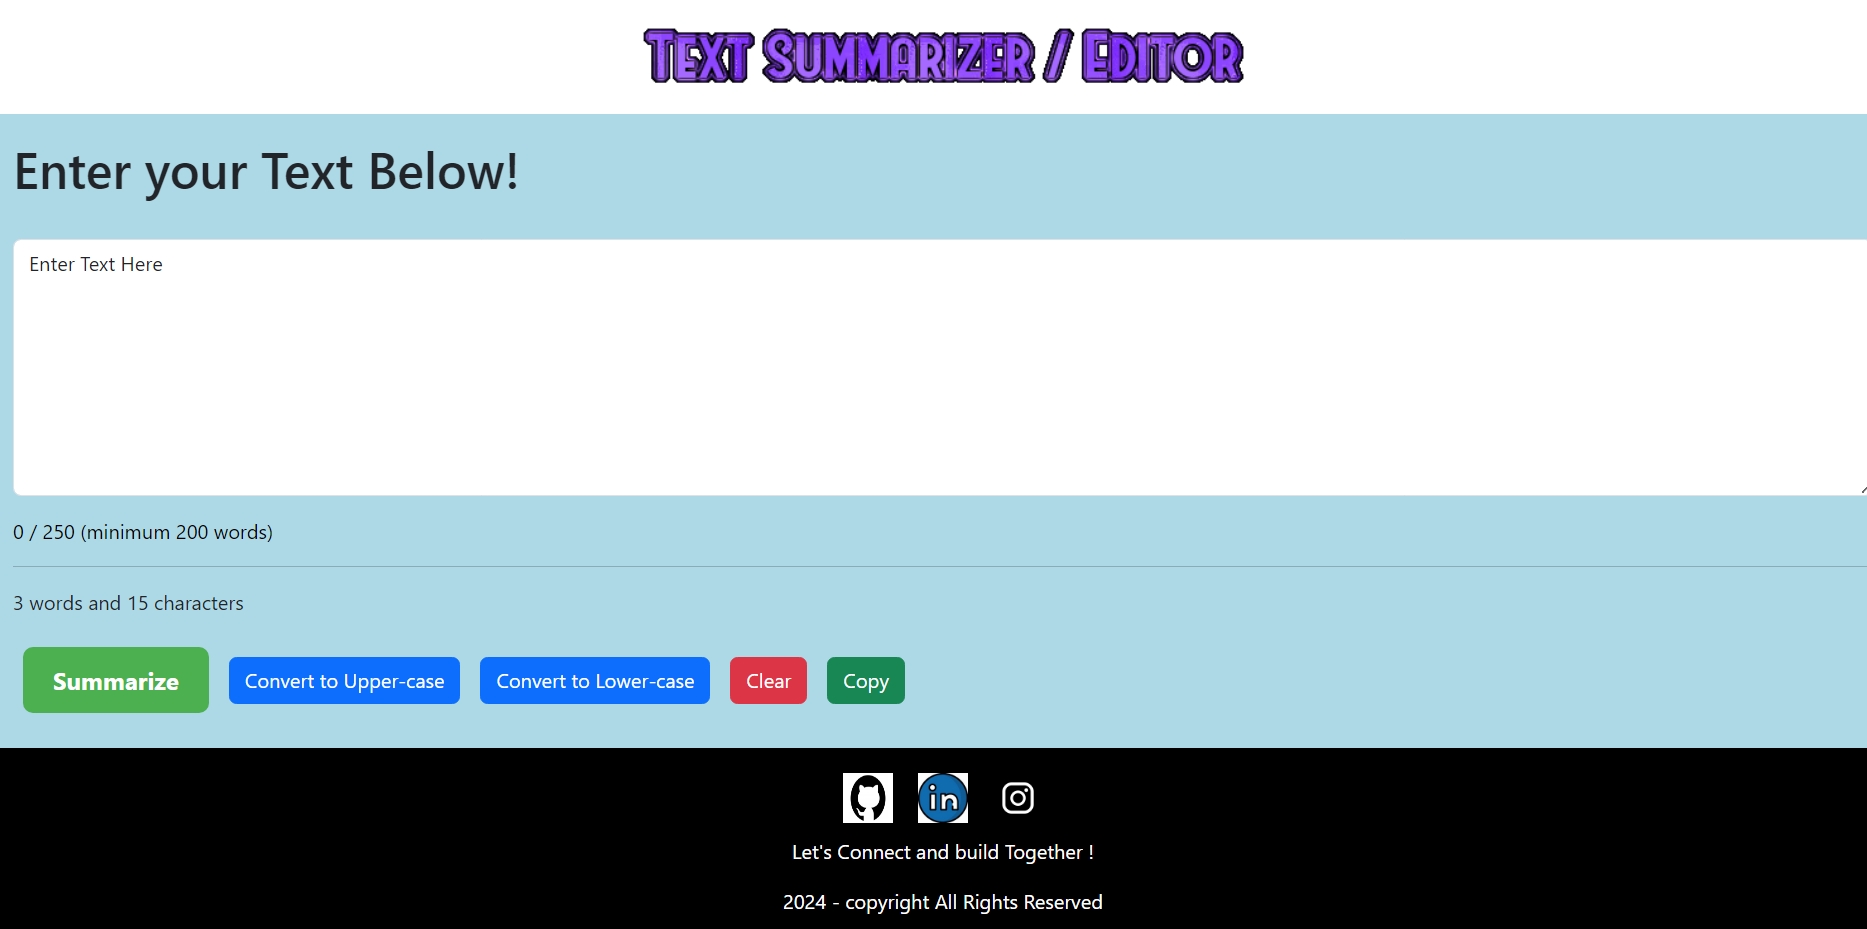 Text Summarizer / Editor
Enter your Text Below!
Enter Text Here
0 / 250 (minimum 200 words)
3 words and 15 characters
Summarize
Convert to Upper-case
Convert to Lower-case
Clear
Copy
in
Let's Connect and build Together !
2024 - copyright All Rights Reserved